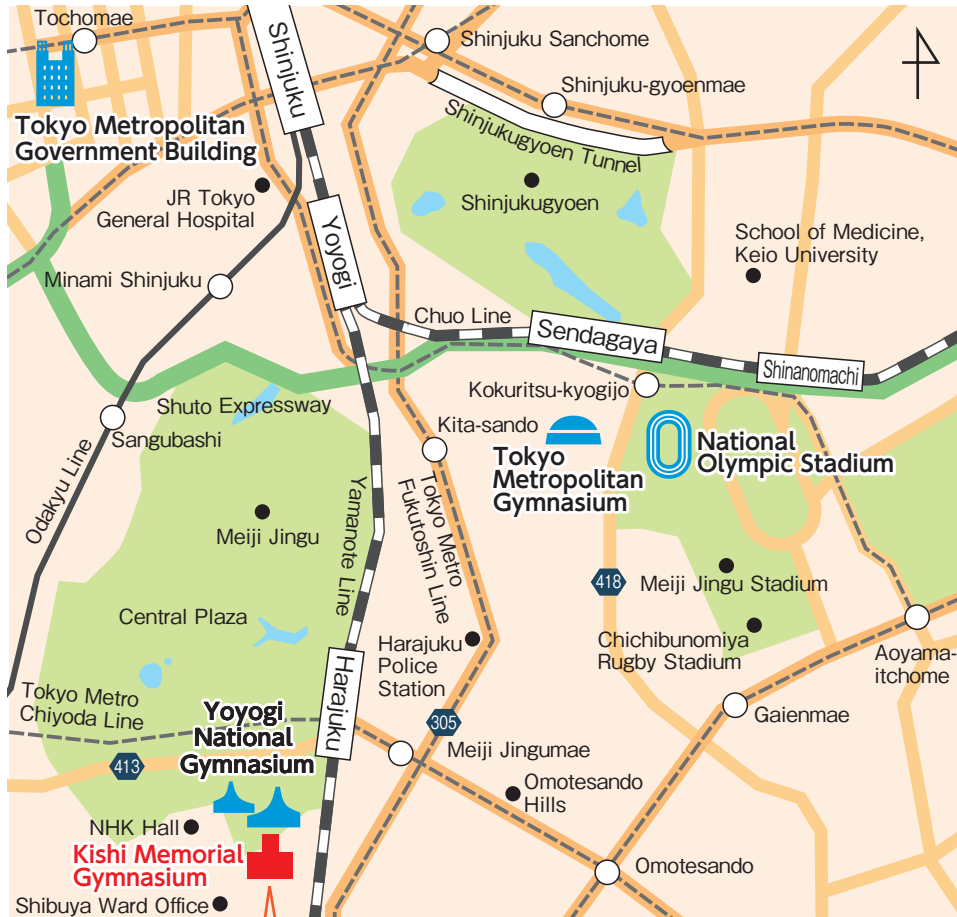 Tochomae
Shinjuku
Shinjuku Sanchome
Shinjuku-gyoenmae
Shinjukugyoen Tunnel
Tokyo Metropolitan
Government Building
JR Tokyo
General Hospital
Shinjukugyoen
School of Medicine,
Keio University
Yoyogi
Minami Shinjuku
Chuo Line
Sendagaya
Shinanomachi
Kokuritsu-kyogijo
Shuto Expressway
Sangubashi
Kita-sando
Tokyo
Metropolitan
Gymnasium
National
Olympic Stadium
Odakyu Line
Yamanote Line
Tokyo Metro
Fukutoshin Line
Meiji Jingu
418
Meiji Jingu Stadium
Central Plaza
Harajuku
Harajuku
Police
Station
Chichibunomiya
Rugby Stadium
Aoyama-
itchome
Tokyo Metro
Chiyoda Line
Yoyogi
National
Gymnasium
305
Gaienmae
Meiji Jingumae
413
Omotesando
Hills
NHK Hall
Kishi Memorial
Gymnasium
Omotesando
Shibuya Ward Office